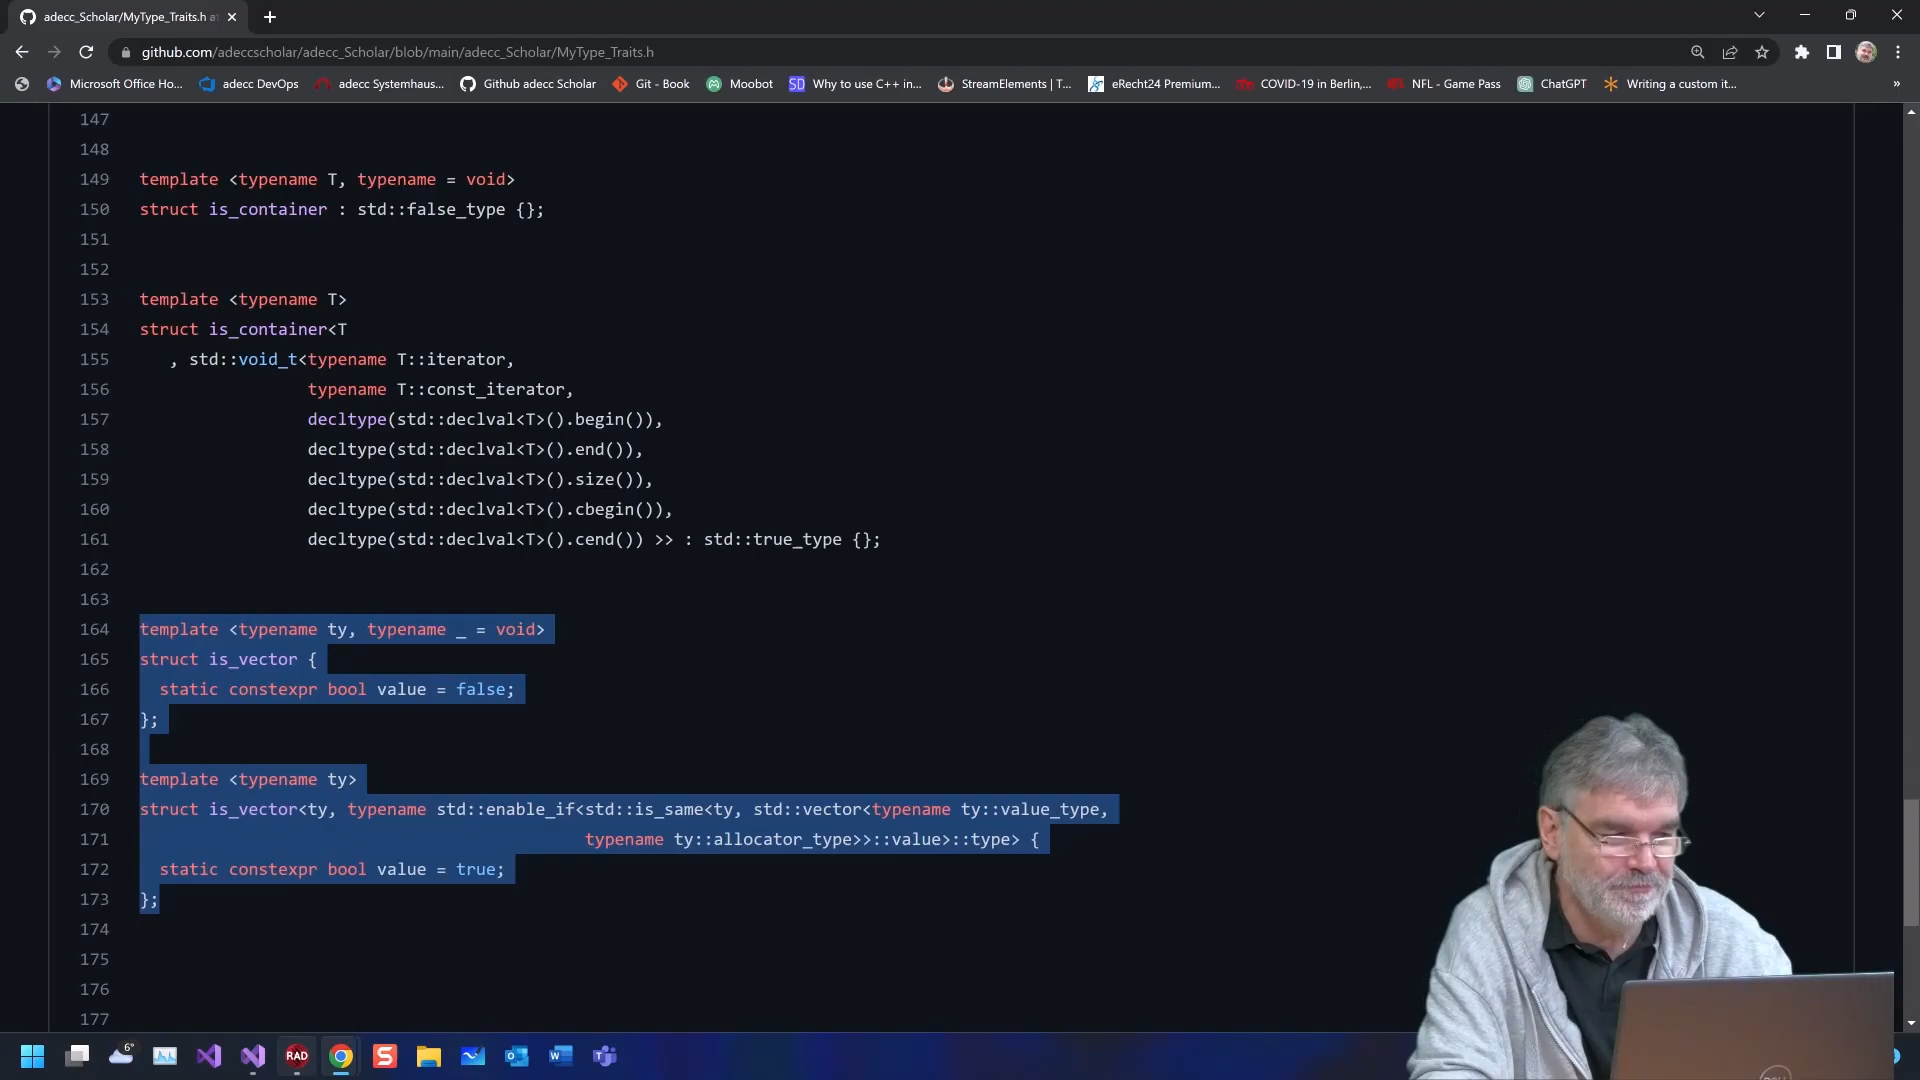 adecc_Scholar/MyType_Traits.h at
github.com/adeccscholar/adecc_Scholar/blob/main/adecc_Scholar/MyType_Traits.h
Microsoft Office Ho... adecc DevOps adecc Systemhaus... Github adecc Scholar Git - Book Moobot SD Why to use C++ in... StreamElements | T... eRecht24 Premium... COVID-19 in Berlin,... NFL - Game Pass ChatGPT Writing a custom it... »
147
148
149 template <typename T, typename = void>
150 struct is_container : std::false_type {};
151
152
153 template <typename T>
154 struct is_container<T
155 , std::void_t<typename T::iterator,
156 typename T::const_iterator,
157 decltype(std::declval<T>().begin()),
158 decltype(std::declval<T>().end()),
159 decltype(std::declval<T>().size()),
160 decltype(std::declval<T>().cbegin()),
161 decltype(std::declval<T>().cend()) >> : std::true_type {};
162
163
164 template <typename ty, typename _ = void>
165 struct is_vector {
166 static constexpr bool value = false;
167 };
168
169 template <typename ty>
170 struct is_vector<ty, typename std::enable_if<std::is_same<ty, std::vector<typename ty::value_type,
171 typename ty::allocator_type>>::value>::type> {
172 static constexpr bool value = true;
173 };
174
175
176
177
6° RAD